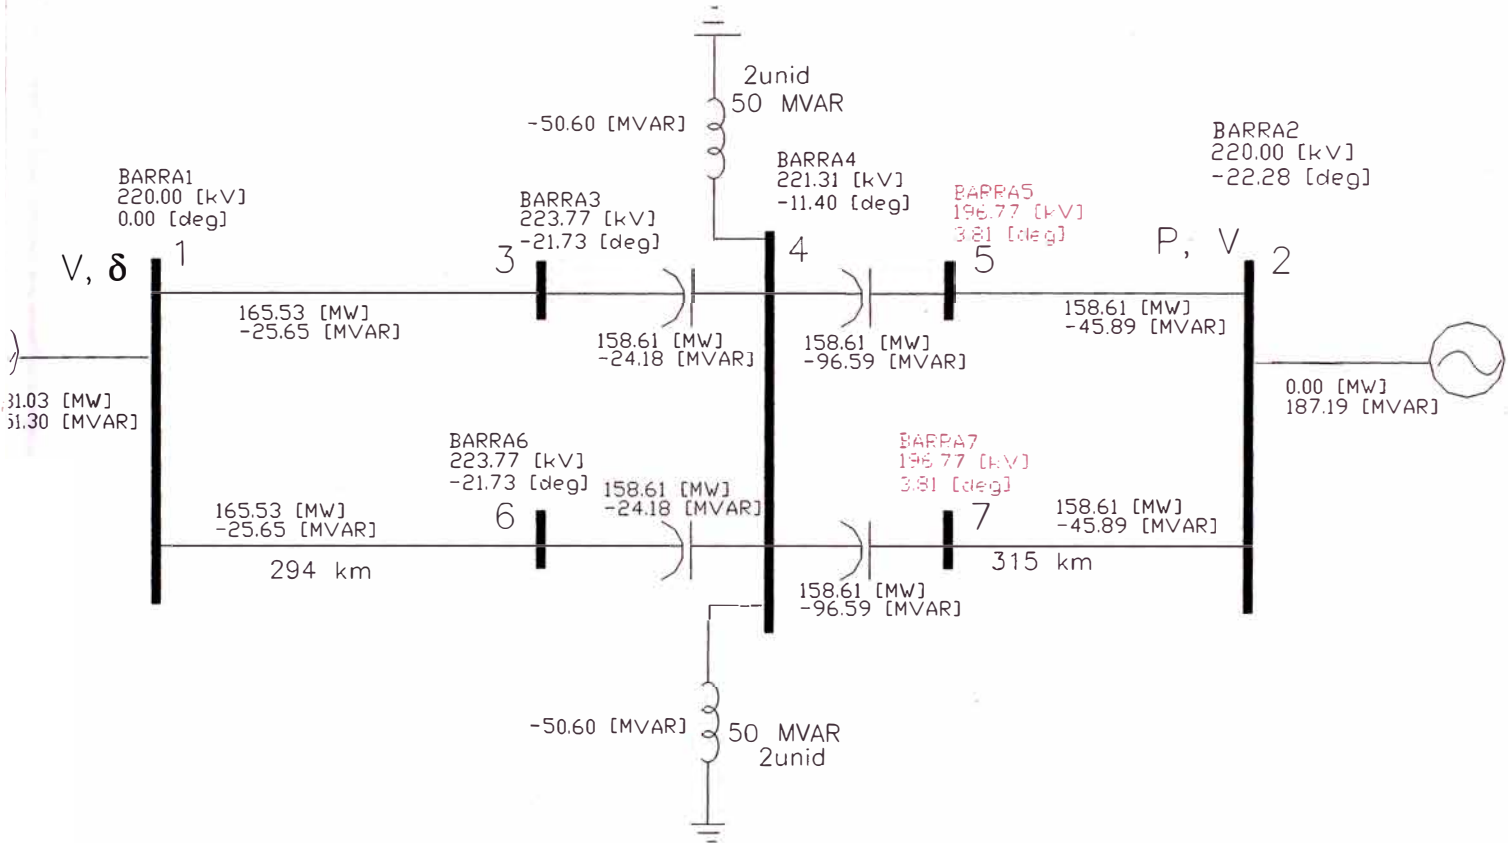 2unid
50 MVAR
-50.60 [MVAR]
BARRA1
220.00 [kV]
0.00 [deg]
BARRA3
223.77 [kV]
-21.73 [deg]
BARRA4
221.31 [kV]
-11.40 [deg]
BARRA5
196.77 [kV]
3.81 [deg]
BARRA2
220.00 [kV]
-22.28 [deg]
V, δ
1
3
4
5
P, V
2
165.53 [MW]
-25.65 [MVAR]
158.61 [MW]
-24.18 [MVAR]
158.61 [MW]
-96.59 [MVAR]
158.61 [MW]
-45.89 [MVAR]
31.03 [MW]
51.30 [MVAR]
0.00 [MW]
187.19 [MVAR]
BARRA6
223.77 [kV]
-21.73 [deg]
6
158.61 [MW]
-24.18 [MVAR]
BARRA7
196.77 [kV]
3.81 [deg]
7
165.53 [MW]
-25.65 [MVAR]
294 km
158.61 [MW]
-45.89 [MVAR]
315 km
158.61 [MW]
-96.59 [MVAR]
-50.60 [MVAR]
50 MVAR
2unid